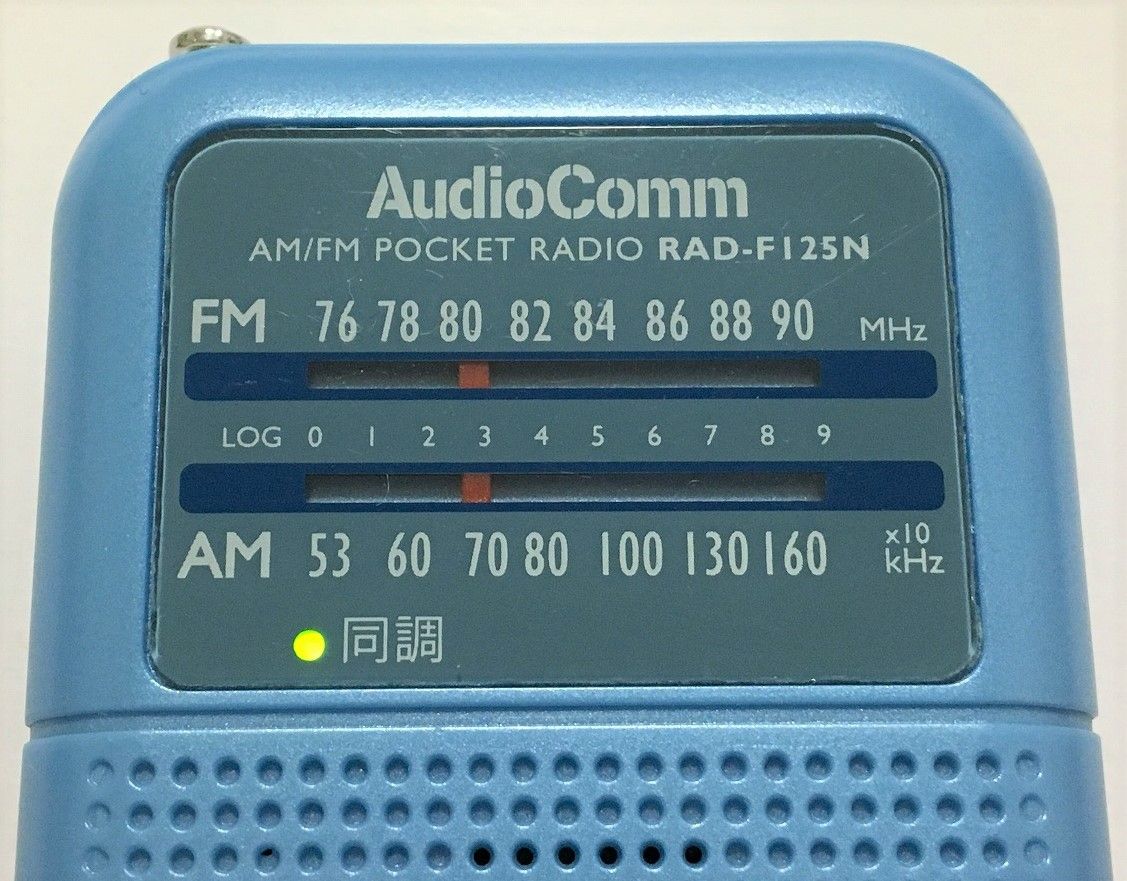 AudioComm
AM/FM POCKET RADIO RAD-F125N
FM 76 78 80 82 84 86 88 90 MHz
LOG 0 1 2 3 4 5 6 7 8 9
AM 53 60 70 80 100 130 160 x10 kHz
同調